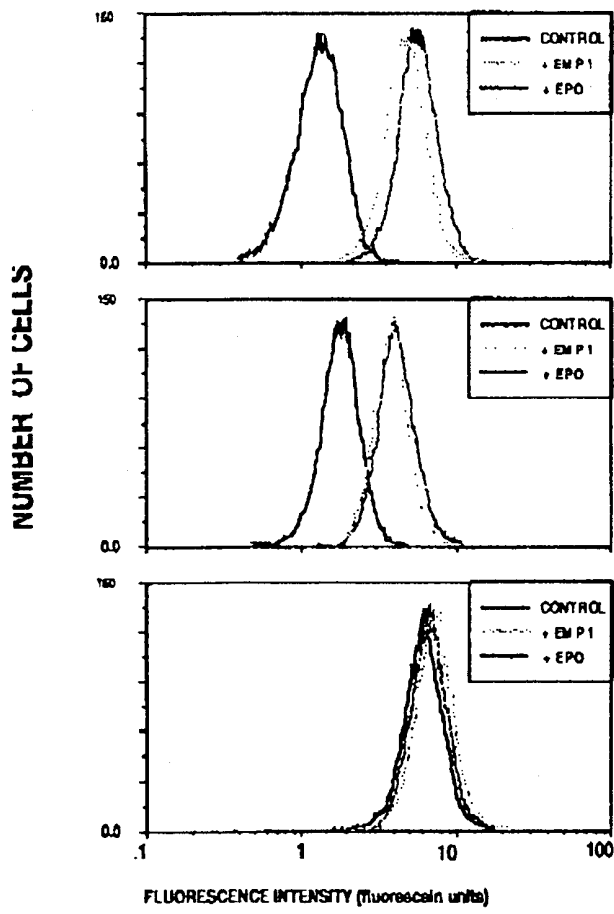 NUMBER OF CELLS
150
0.0
CONTROL
+ EMP1
+ EPO
150
0.0
CONTROL
+ EMP1
+ EPO
150
0.0
CONTROL
+ EMP1
+ EPO
.1
1
10
100
FLUORESCENCE INTENSITY (fluorescein units)